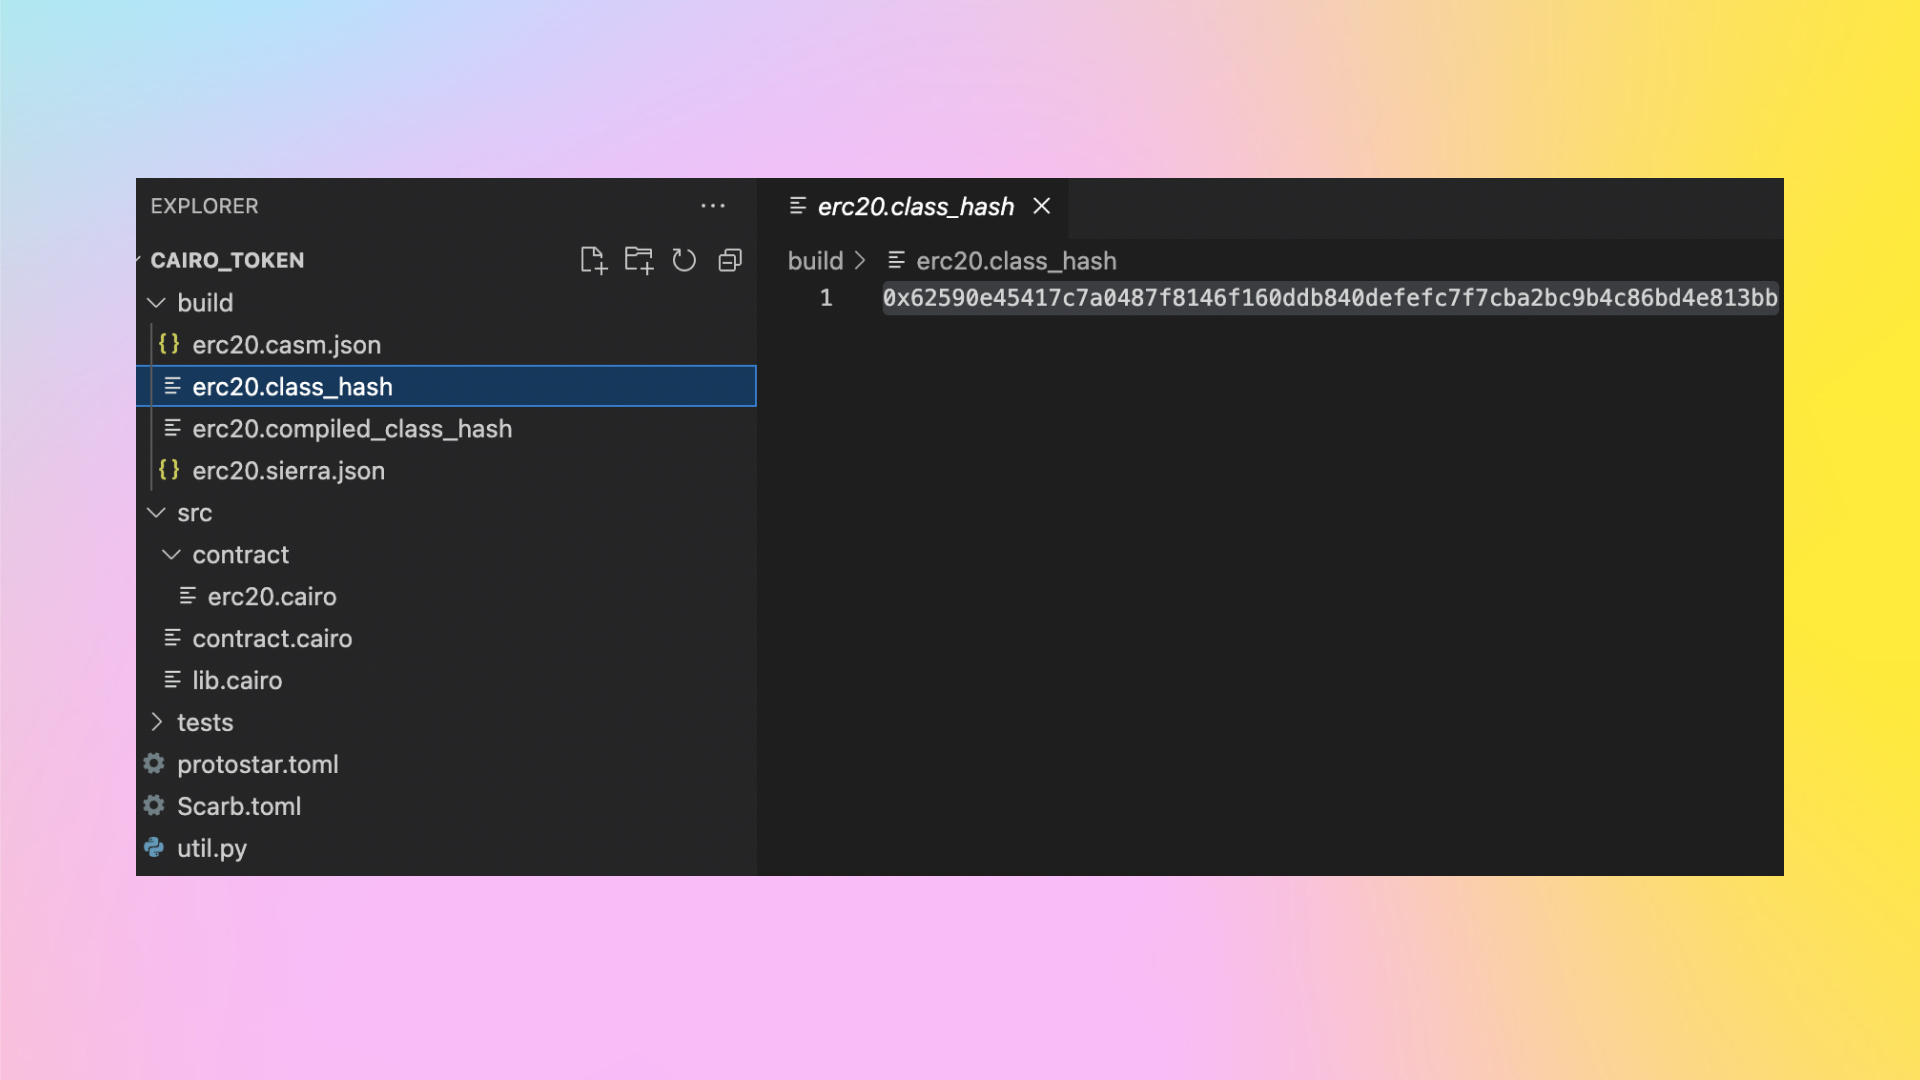 EXPLORER
CAIRO_TOKEN
build
erc20.casm.json
erc20.class_hash
erc20.compiled_class_hash
erc20.sierra.json
src
contract
erc20.cairo
contract.cairo
lib.cairo
tests
protostar.toml
Scarb.toml
util.py
erc20.class_hash
build > erc20.class_hash
1 0x62590e45417c7a0487f8146f160ddb840defefc7f7cba2bc9b4c86bd4e813bb